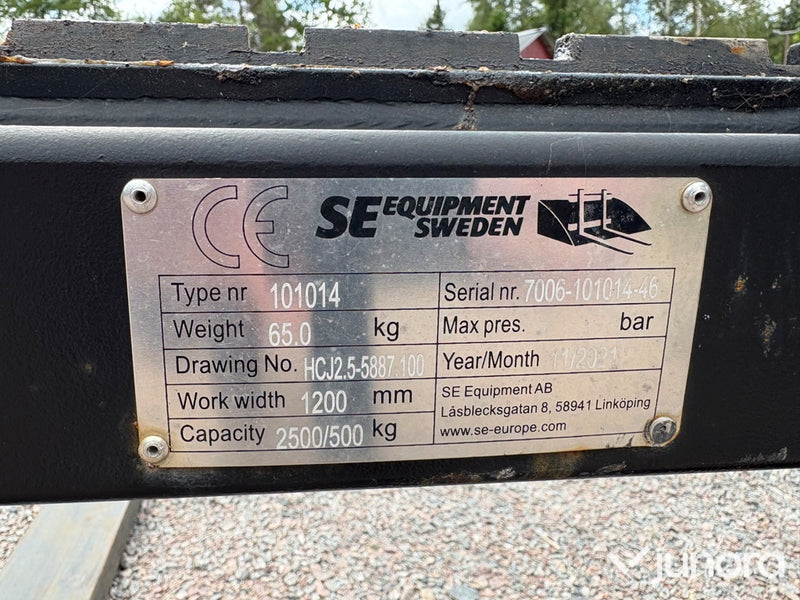 CE SE EQUIPMENT
SWEDEN
Type nr 101014
Weight 65.0 kg
Drawing No. HCJ2.5-5887.100
Work width 1200 mm
Capacity 2500/500 kg
Serial nr. 7006-101014-46
Max pres. bar
Year/Month 11/2021
SE Equipment AB
Låsblecksgatan 8, 58941 Linköping
www.se-europe.com
junora